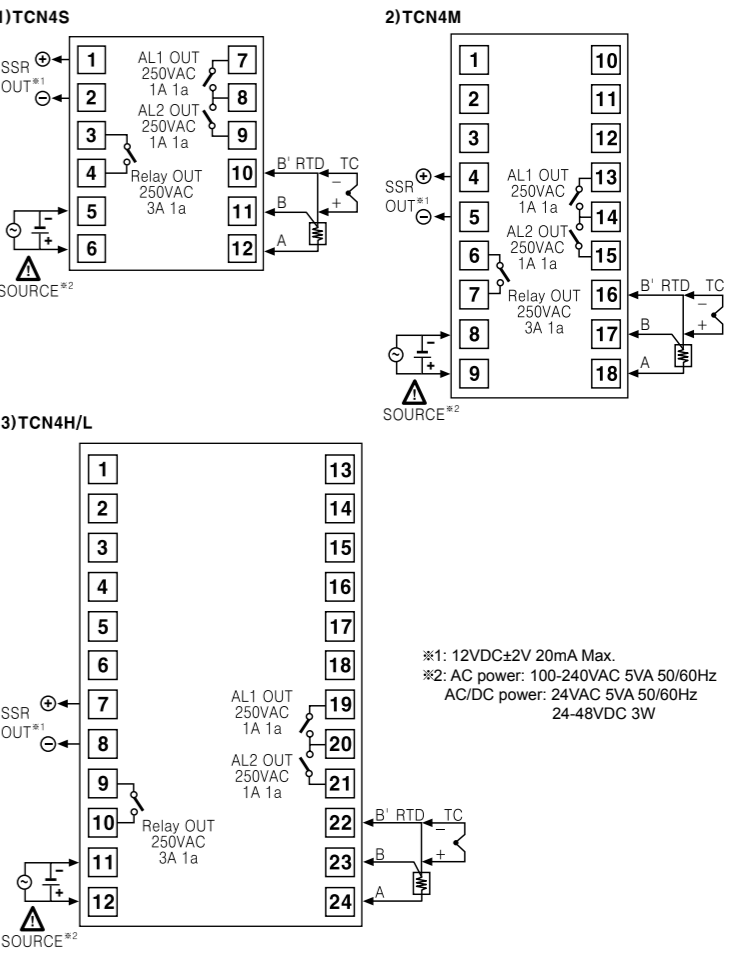 1)TCN4S
SSR
OUT※1
⊕
⊖
1
2
3
4
5
6
AL1 OUT
250VAC
1A 1a
AL2 OUT
250VAC
1A 1a
Relay OUT
250VAC
3A 1a
7
8
9
10
11
12
B' RTD TC
−
+
B
A
−
+
SOURCE※2
2)TCN4M
SSR
OUT※1
⊕
⊖
1
2
3
4
5
6
7
8
9
AL1 OUT
250VAC
1A 1a
AL2 OUT
250VAC
1A 1a
Relay OUT
250VAC
3A 1a
10
11
12
13
14
15
16
17
18
B' RTD TC
−
+
B
A
−
+
SOURCE※2
3)TCN4H/L
SSR
OUT※1
⊕
⊖
1
2
3
4
5
6
7
8
9
10
11
12
AL1 OUT
250VAC
1A 1a
AL2 OUT
250VAC
1A 1a
Relay OUT
250VAC
3A 1a
13
14
15
16
17
18
19
20
21
22
23
24
B' RTD TC
−
+
B
A
−
+
SOURCE※2
※1: 12VDC±2V 20mA Max.
※2: AC power: 100-240VAC 5VA 50/60Hz
AC/DC power: 24VAC 5VA 50/60Hz
24-48VDC 3W